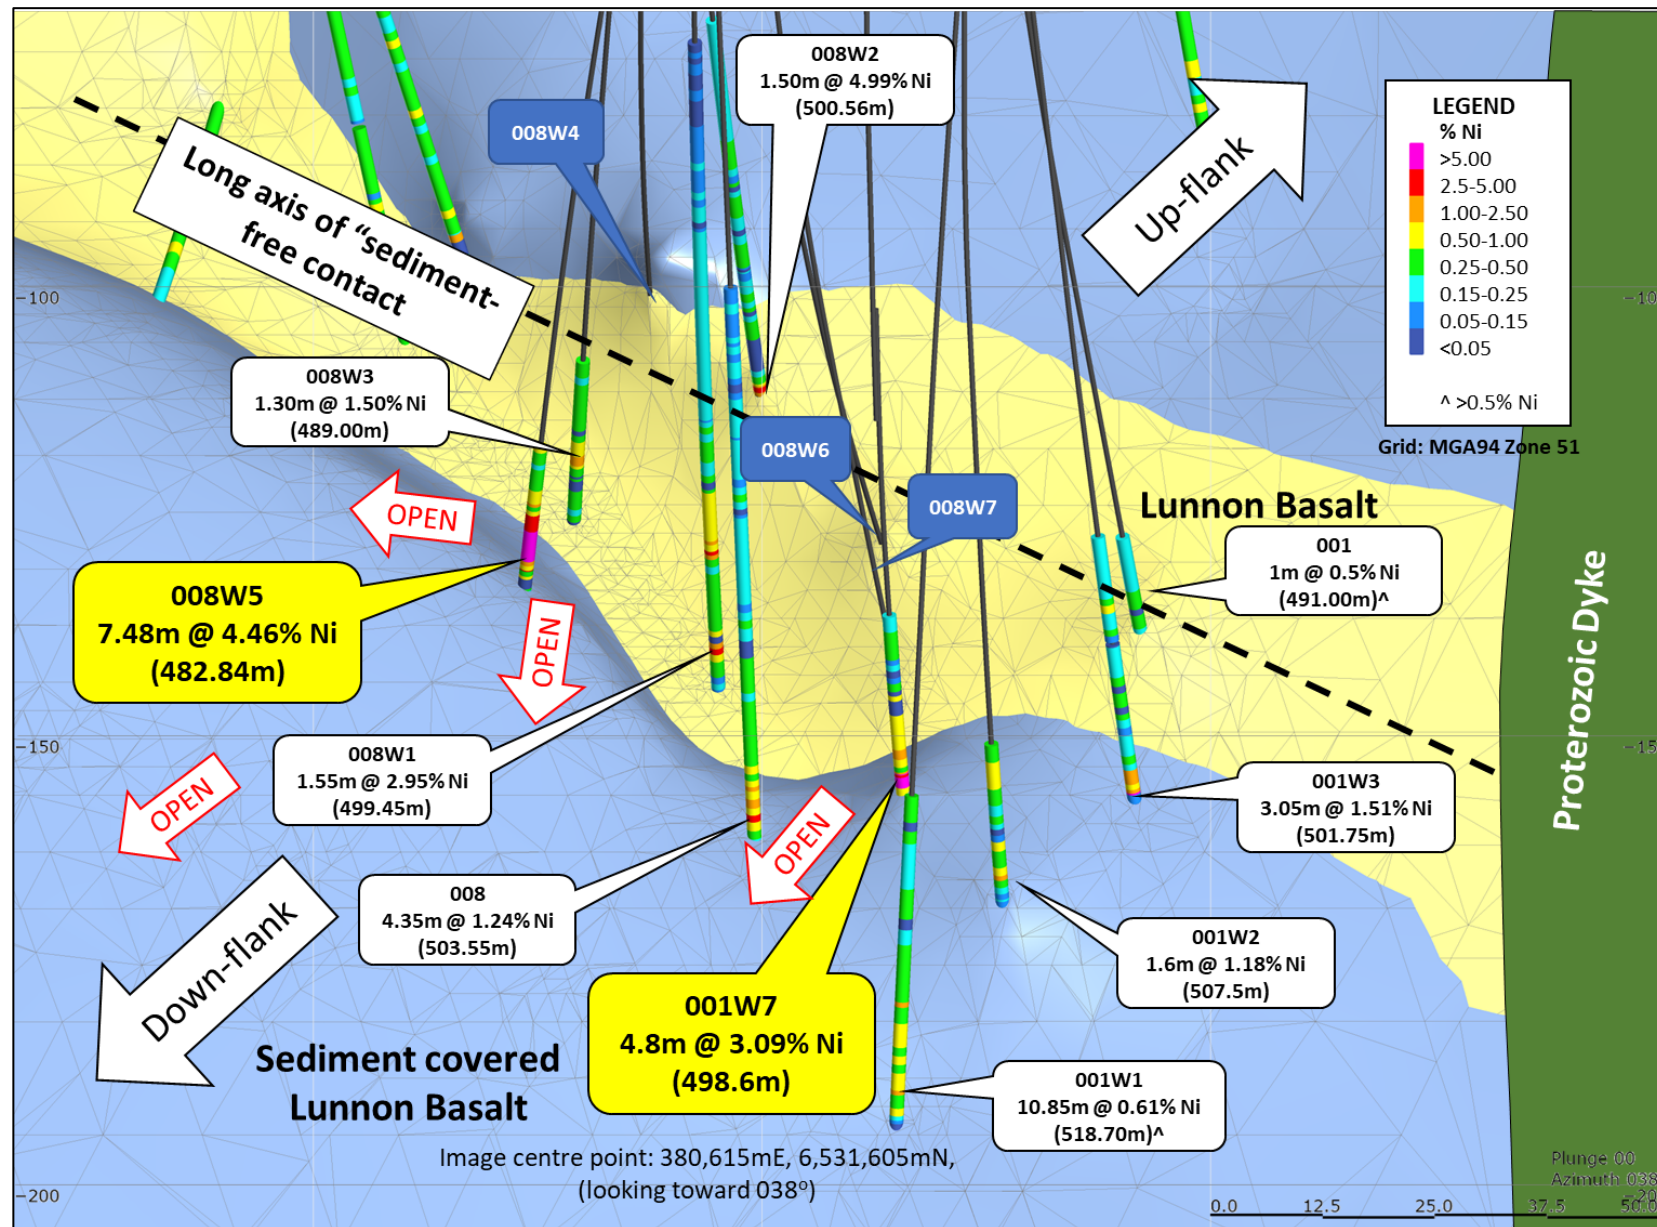 008W2
1.50m @ 4.99% Ni
(500.56m)
008W4
LEGEND
% Ni
>5.00
2.5-5.00
1.00-2.50
0.50-1.00
0.25-0.50
0.15-0.25
0.05-0.15
<0.05
^ >0.5% Ni
Grid: MGA94 Zone 51
Up-flank
Long axis of “sediment-
free contact
−100
−10
008W3
1.30m @ 1.50% Ni
(489.00m)
008W6
008W7
OPEN
Lunnon Basalt
001
1m @ 0.5% Ni
(491.00m)^
008W5
7.48m @ 4.46% Ni
(482.84m)
OPEN
Proterozoic Dyke
−150
−15
008W1
1.55m @ 2.95% Ni
(499.45m)
OPEN
OPEN
001W3
3.05m @ 1.51% Ni
(501.75m)
008
4.35m @ 1.24% Ni
(503.55m)
Down-flank
001W2
1.6m @ 1.18% Ni
(507.5m)
001W7
4.8m @ 3.09% Ni
(498.6m)
Sediment covered
Lunnon Basalt
001W1
10.85m @ 0.61% Ni
(518.70m)^
Image centre point: 380,615mE, 6,531,605mN,
(looking toward 038º)
Plunge 00
Azimuth 038
−200
−20
0.0 12.5 25.0 37.5 50.0